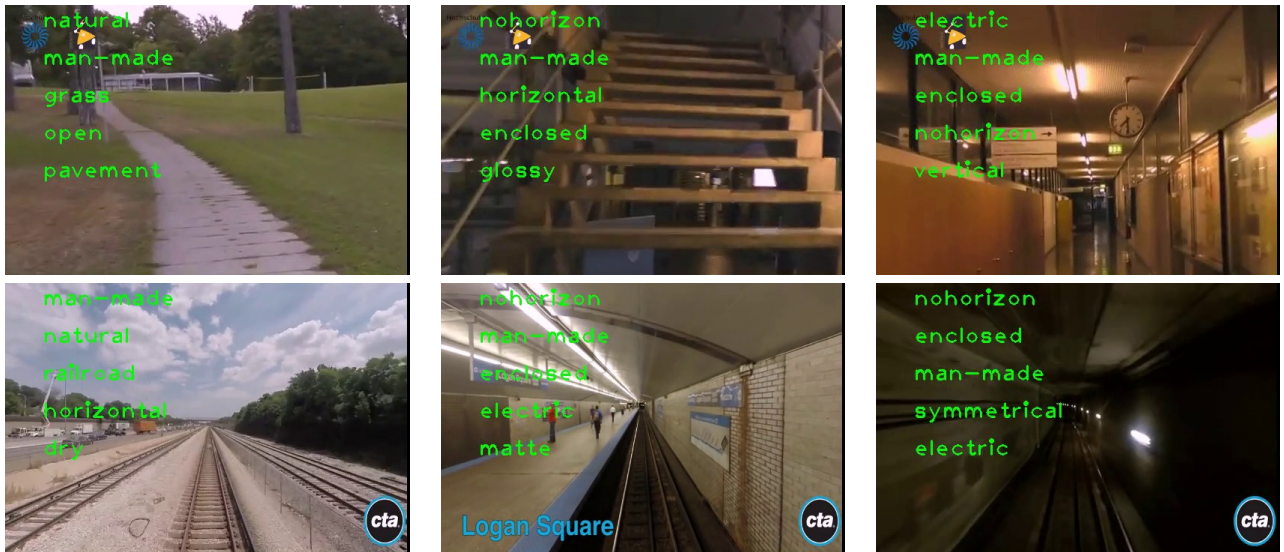 natural
man-made
grass
open
pavement
nohorizon
man-made
horizontal
enclosed
glossy
electric
man-made
enclosed
nohorizon
vertical
man-made
natural
railroad
horizontal
dry
cta
nohorizon
man-made
enclosed
electric
matte
Logan Square
cta
nohorizon
enclosed
man-made
symmetrical
electric
cta